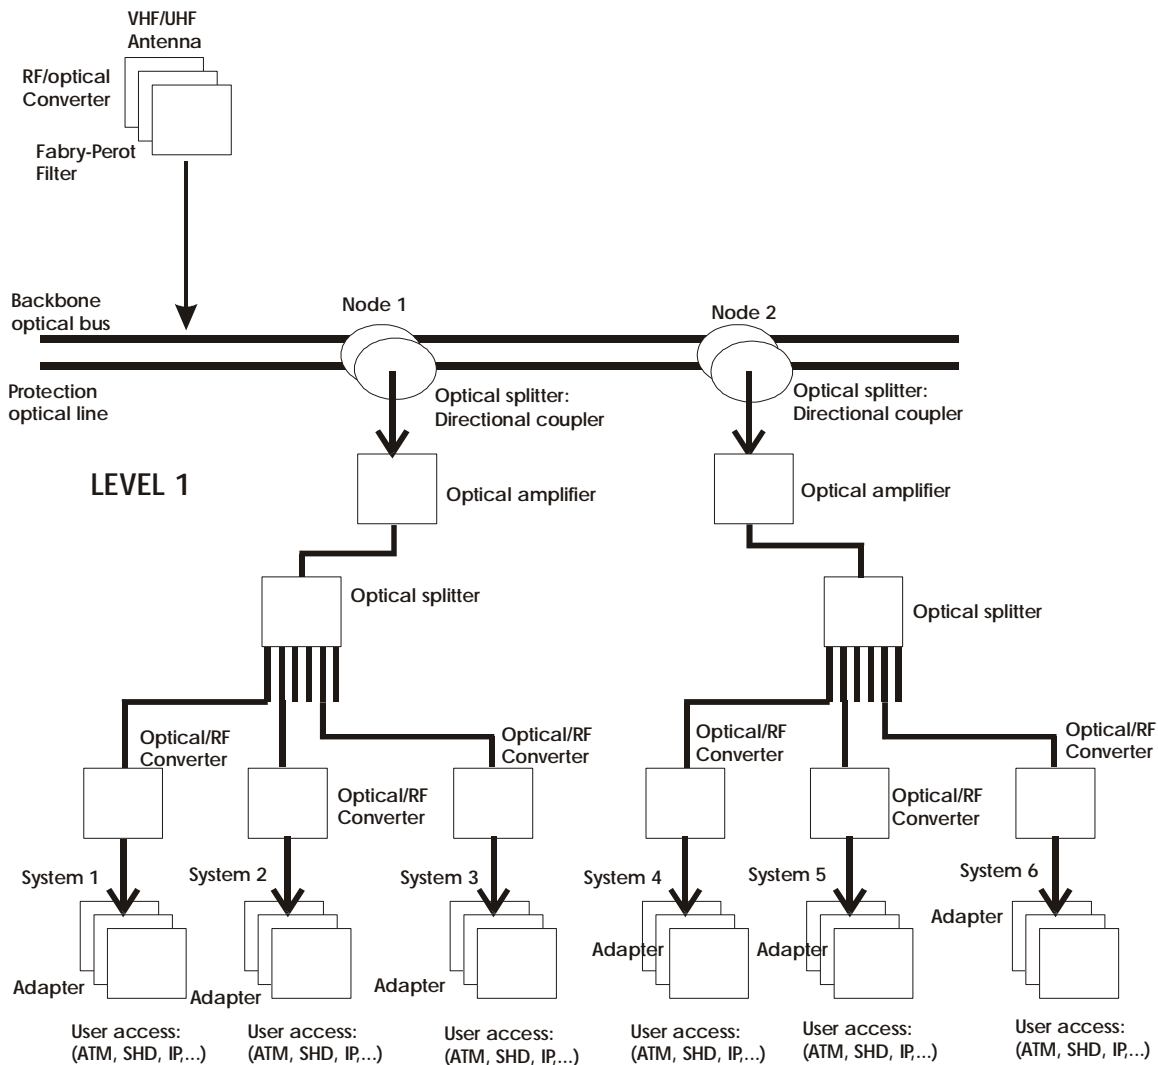 VHF/UHF
Antenna
RF/optical
Converter
Fabry-Perot
Filter
Backbone
optical bus
Node 1
Node 2
Protection
optical line
Optical splitter:
Directional coupler
Optical splitter:
Directional coupler
LEVEL 1
Optical amplifier
Optical amplifier
Optical splitter
Optical splitter
Optical/RF
Converter
Optical/RF
Converter
Optical/RF
Converter
Optical/RF
Converter
Optical/RF
Converter
Optical/RF
Converter
System 1
System 2
System 3
System 4
System 5
System 6
Adapter
Adapter
Adapter
Adapter
Adapter
Adapter
User access:
(ATM, SHD, IP,...)
User access:
(ATM, SHD, IP,...)
User access:
(ATM, SHD, IP,...)
User access:
(ATM, SHD, IP,...)
User access:
(ATM, SHD, IP,...)
User access:
(ATM, SHD, IP,...)